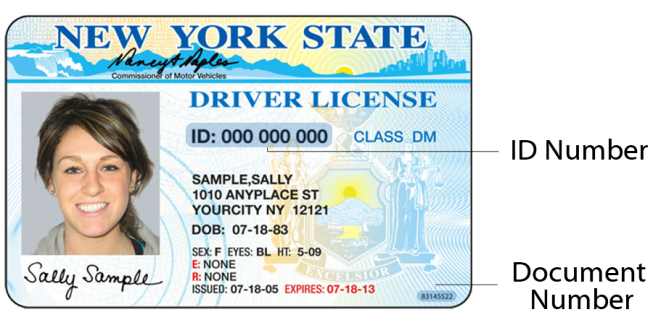 NEW YORK STATE
Nancy Naples
Commissioner of Motor Vehicles
DRIVER LICENSE
ID: 000 000 000 CLASS DM
ID Number
SAMPLE,SALLY
1010 ANYPLACE ST
YOURCITY NY 12121
DOB: 07-18-83
SEX: F EYES: BL HT: 5-09
E: NONE
R: NONE
ISSUED: 07-18-05 EXPIRES: 07-18-13
EXCELSIOR
Sally Sample
83145522
Document
Number